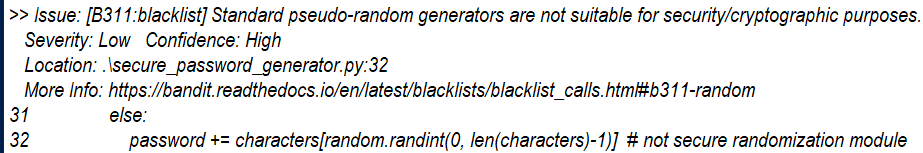 >> Issue: [B311:blacklist] Standard pseudo-random generators are not suitable for security/cryptographic purposes.
Severity: Low Confidence: High
Location: .\secure_password_generator.py:32
More Info: https://bandit.readthedocs.io/en/latest/blacklists/blacklist_calls.html#b311-random
31 else:
32 password += characters[random.randint(0, len(characters)-1)] # not secure randomization module